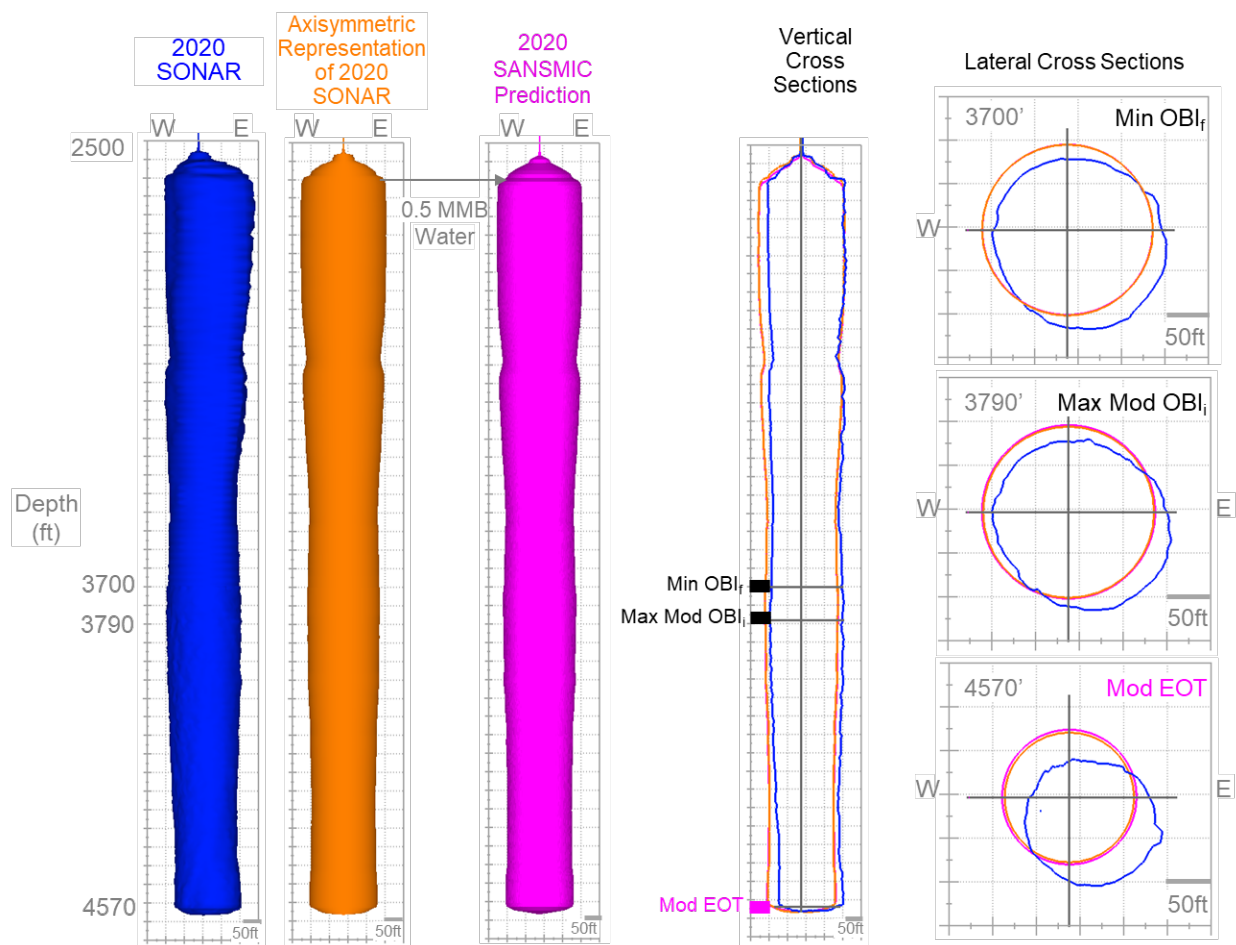 2020
SONAR
Axisymmetric
Representation
of 2020
SONAR
2020
SANSMIC
Prediction
Vertical
Cross
Sections
Lateral Cross Sections
W E
W E
W E
2500
0.5 MMB
Water
Depth
(ft)
3700
3790
4570
50ft
50ft
50ft
Min OBIf
Max Mod OBIi
Mod EOT
50ft
3700' Min OBIf
W
50ft
3790' Max Mod OBIi
W E
50ft
4570' Mod EOT
W E
50ft